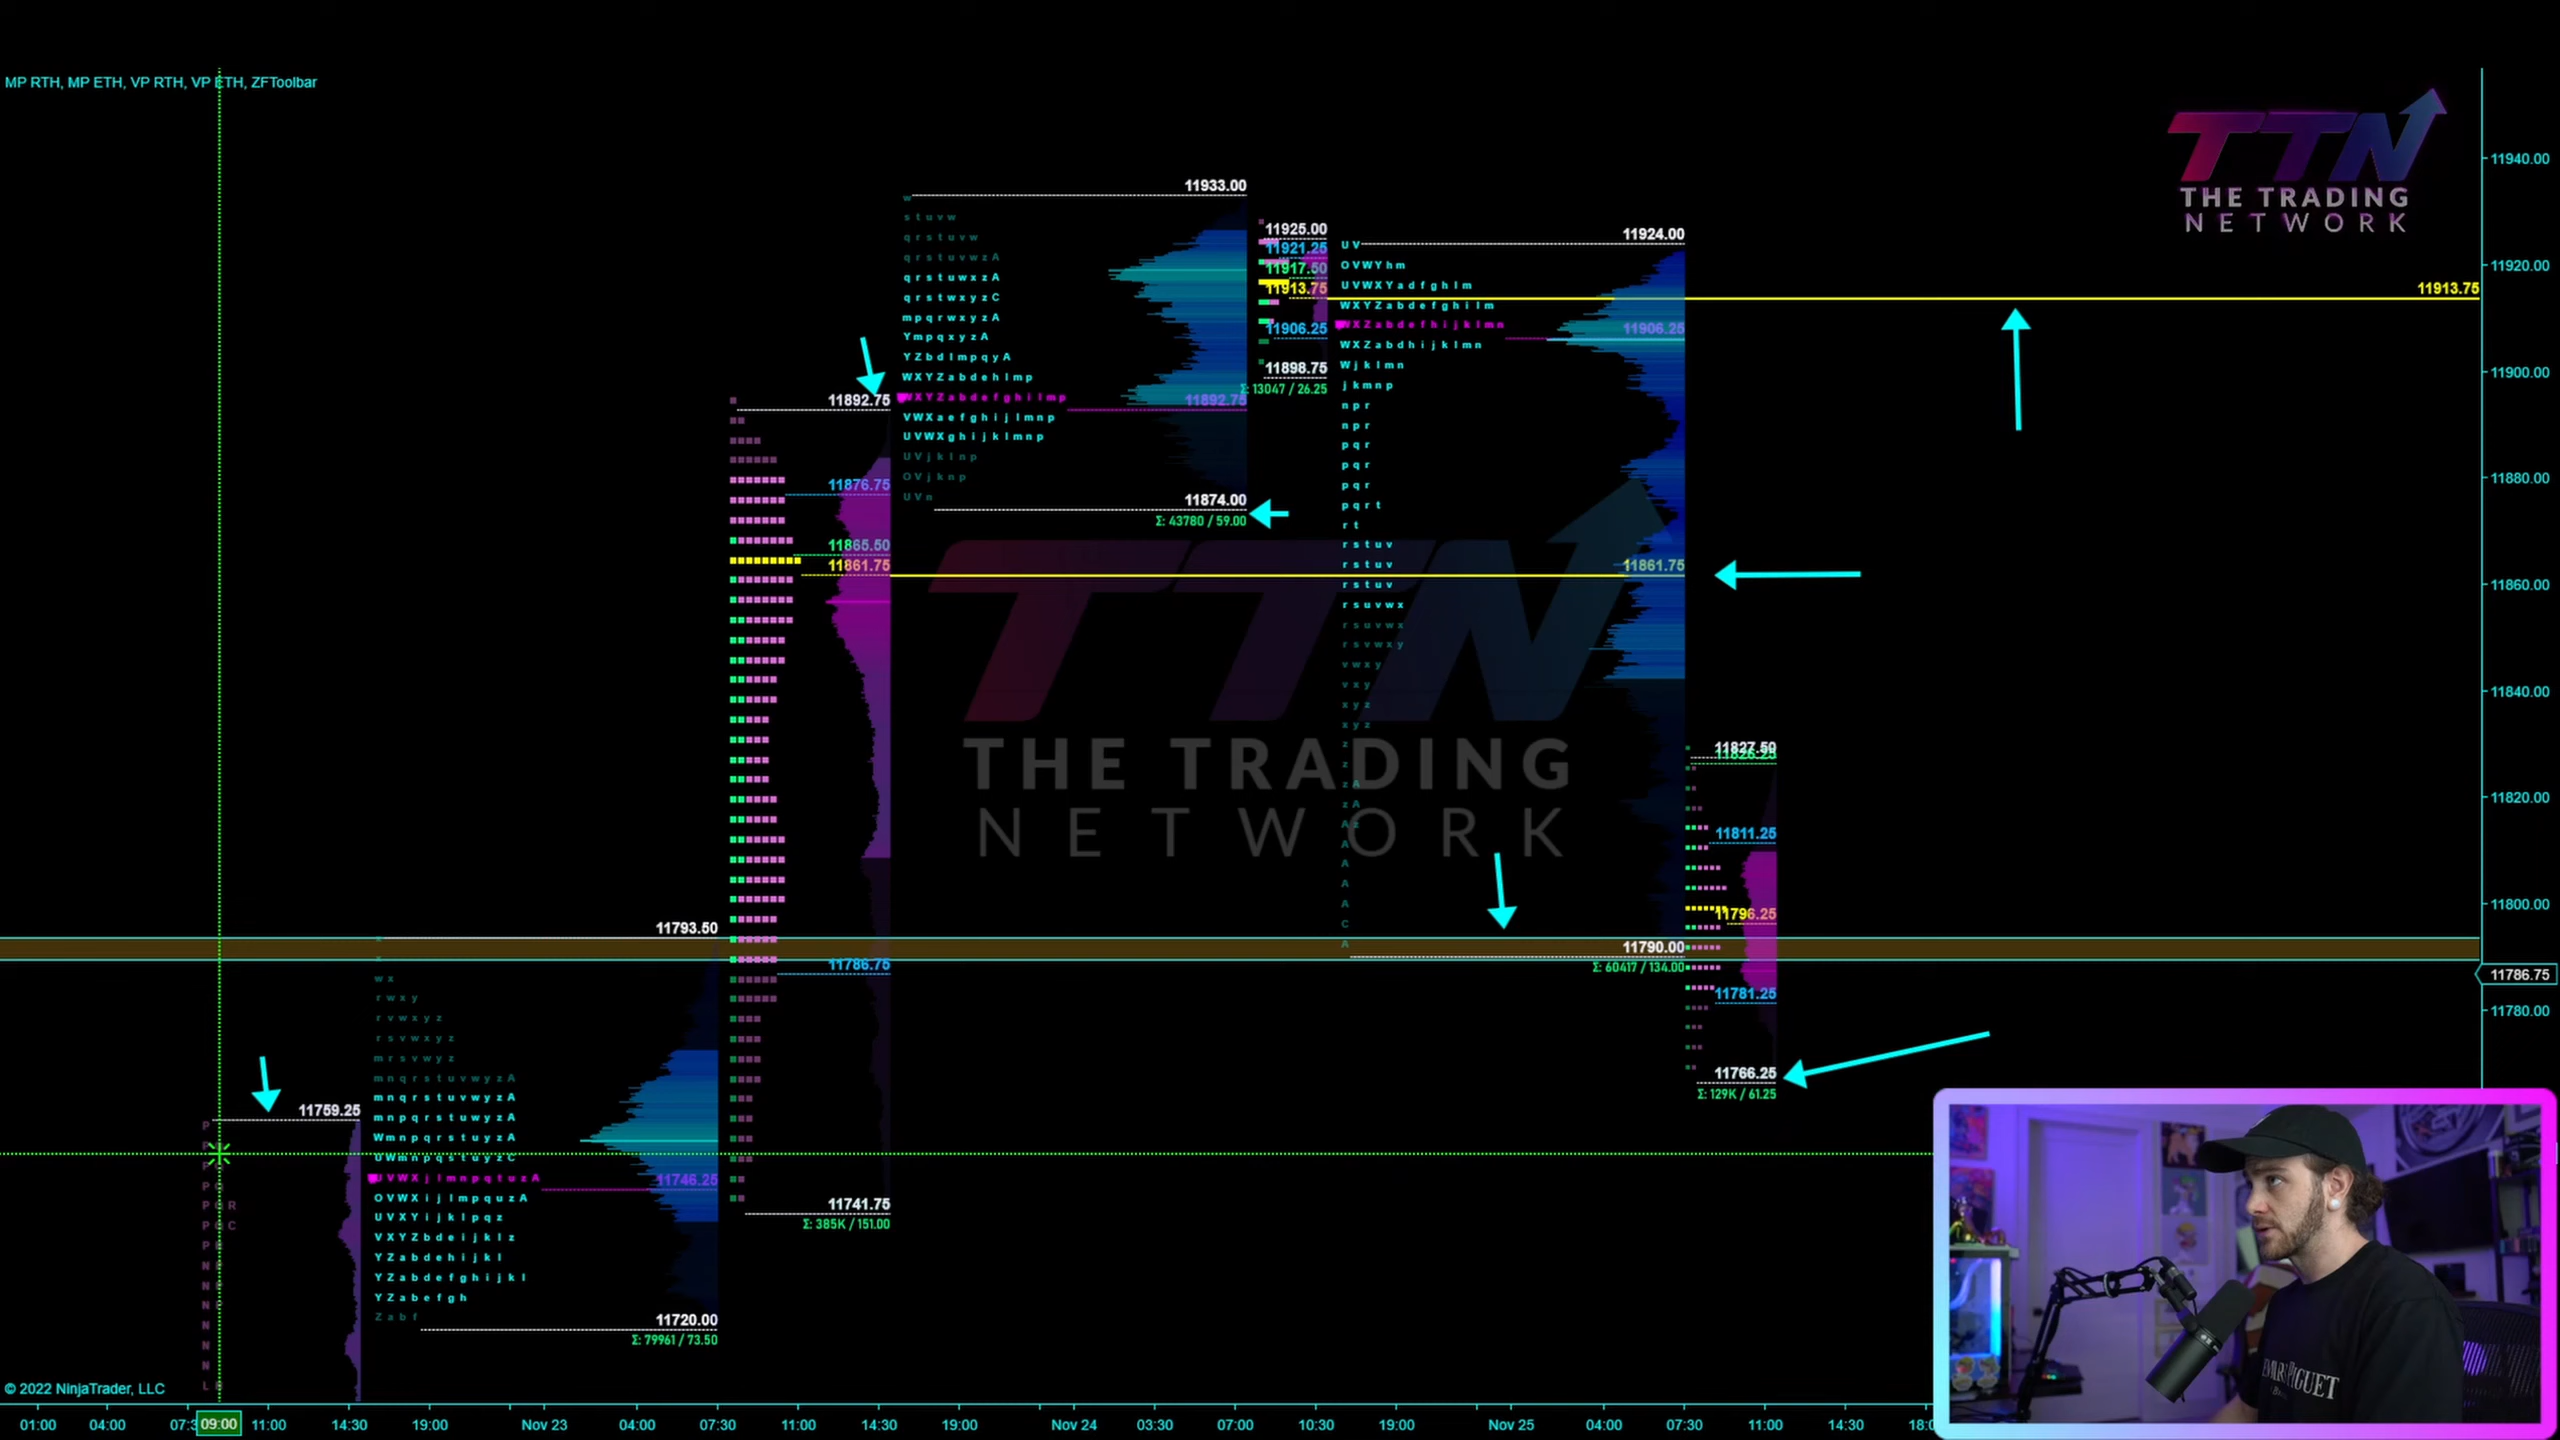 MP RTH, MP ETH, VP RTH, VP ETH, ZFToolbar
TTN
THE TRADING
NETWORK
11940.00
11920.00
11900.00
11880.00
11860.00
11840.00
11820.00
11800.00
11786.75
11780.00
11913.75
11759.25
11793.50
w x
r w x y
r v w x y z
r s v w x y z
m r s v w y z
m n q r s t u v w y z A
m n q r s t u v w y z A
m n p q r s t u w y z A
W m n p q r s t u y z A
U W m n p q s t u y z C
U V W X j l m n p q t u z A
11746.25
O V W X i j l m p q u z A
U V X Y i j k l p q z
V X Y Z b d e i j k l z
Y Z a b d e h i j k l
Y Z a b d e f g h i j k l
Y Z a b e f g h
Z a b f
11720.00
Σ: 79961 / 73.50
11892.75
11876.75
11865.50
11861.75
11786.75
11741.75
Σ: 385K / 151.00
11933.00
w
s t u v w
q r s t u v w
q r s t u v w z A
q r s t u w x z A
q r s t w x y z C
m p q r w x y z A
Y m p q x y z A
Y Z b d l m p q y A
W X Y Z a b d e h l m p
W X Y Z a b d e f g h i l m p
11892.75
V W X a e f g h i j l m n p
U V W X g h i j k l m n p
U V j k l n p
O V j k n p
U V n
11874.00
Σ: 43780 / 59.00
11925.00
11921.25
11917.50
11913.75
11906.25
11898.75
Σ: 13047 / 26.25
11924.00
U V
O V W Y h m
U V W X Y a d f g h l m
W X Y Z a b d e f g h i l m
W X Z a b d e f h i j k l m n
11906.25
W X Z a b d h i j k l m n
W j k l m n
j k m n p
n p r
n p r
p q r
p q r
p q r
p q r t
r t
r s t u v
r s t u v
11861.75
r s t u v
r s u v w x
r s u v w x
r s v w x y
v w x y
v x y
x y z
x y z
z
z
z A
z A
A z
A
A
A
A
C
A
11790.00
Σ: 60417 / 134.00
THE TRADING
NETWORK
11827.50
11811.25
11796.25
11781.25
11766.25
Σ: 129K / 61.25
© 2022 NinjaTrader, LLC
01:00 04:00 09:00 11:00 14:30 19:00 Nov 23 04:00 07:30 11:00 14:30 19:00 Nov 24 03:30 07:00 10:30 19:00 Nov 25 04:00 07:30 11:00 14:30